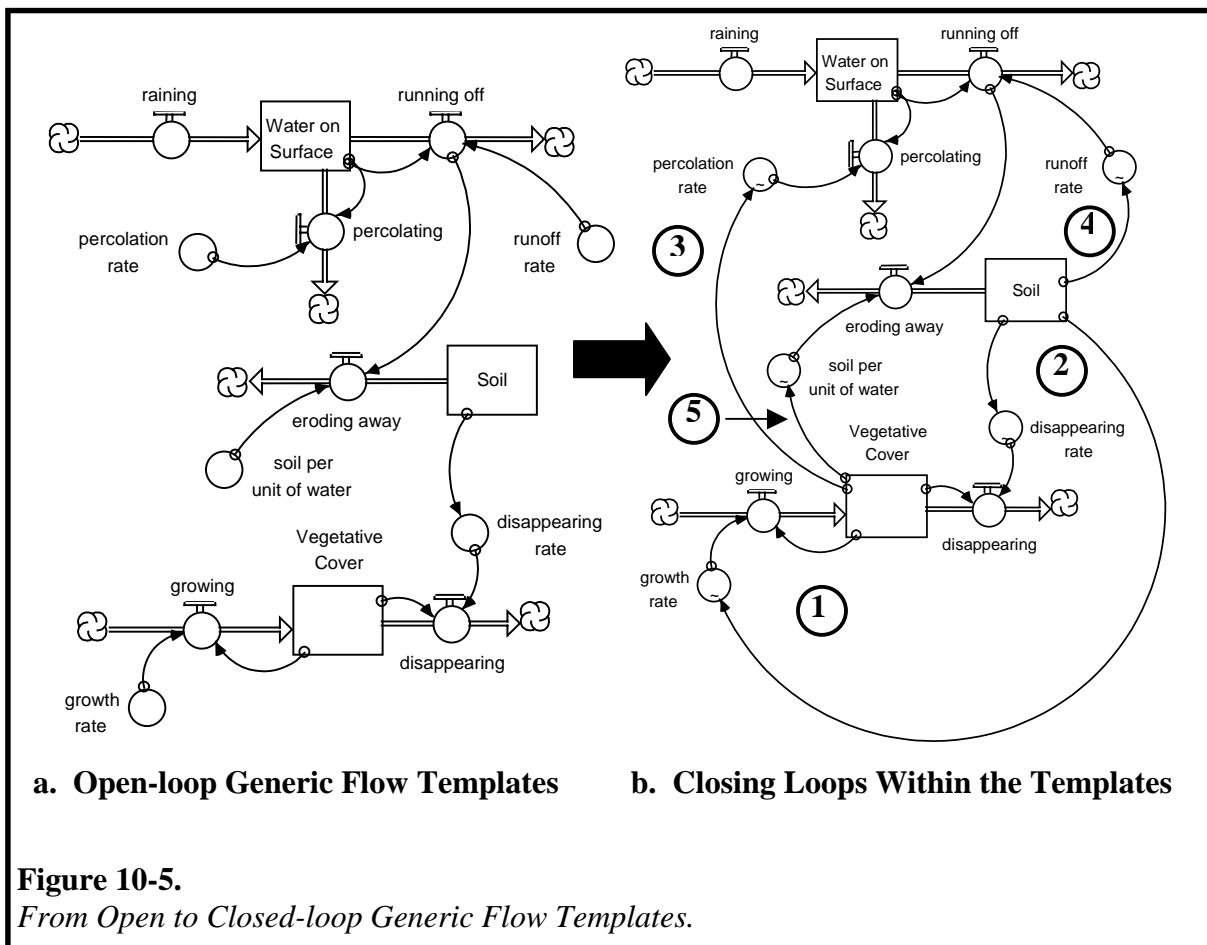 raining
Water on
Surface
running off
percolation
rate
percolating
runoff
rate
eroding away
Soil
soil per
unit of water
disappearing
rate
Vegetative
Cover
growing
disappearing
growth
rate
a. Open-loop Generic Flow Templates
raining
Water on
Surface
running off
percolation
rate
~
percolating
runoff
rate
~
3
4
eroding away
Soil
soil per
unit of water
~
2
5
disappearing
rate
~
Vegetative
Cover
growing
disappearing
growth
rate
~
1
b. Closing Loops Within the Templates
Figure 10-5.
From Open to Closed-loop Generic Flow Templates.